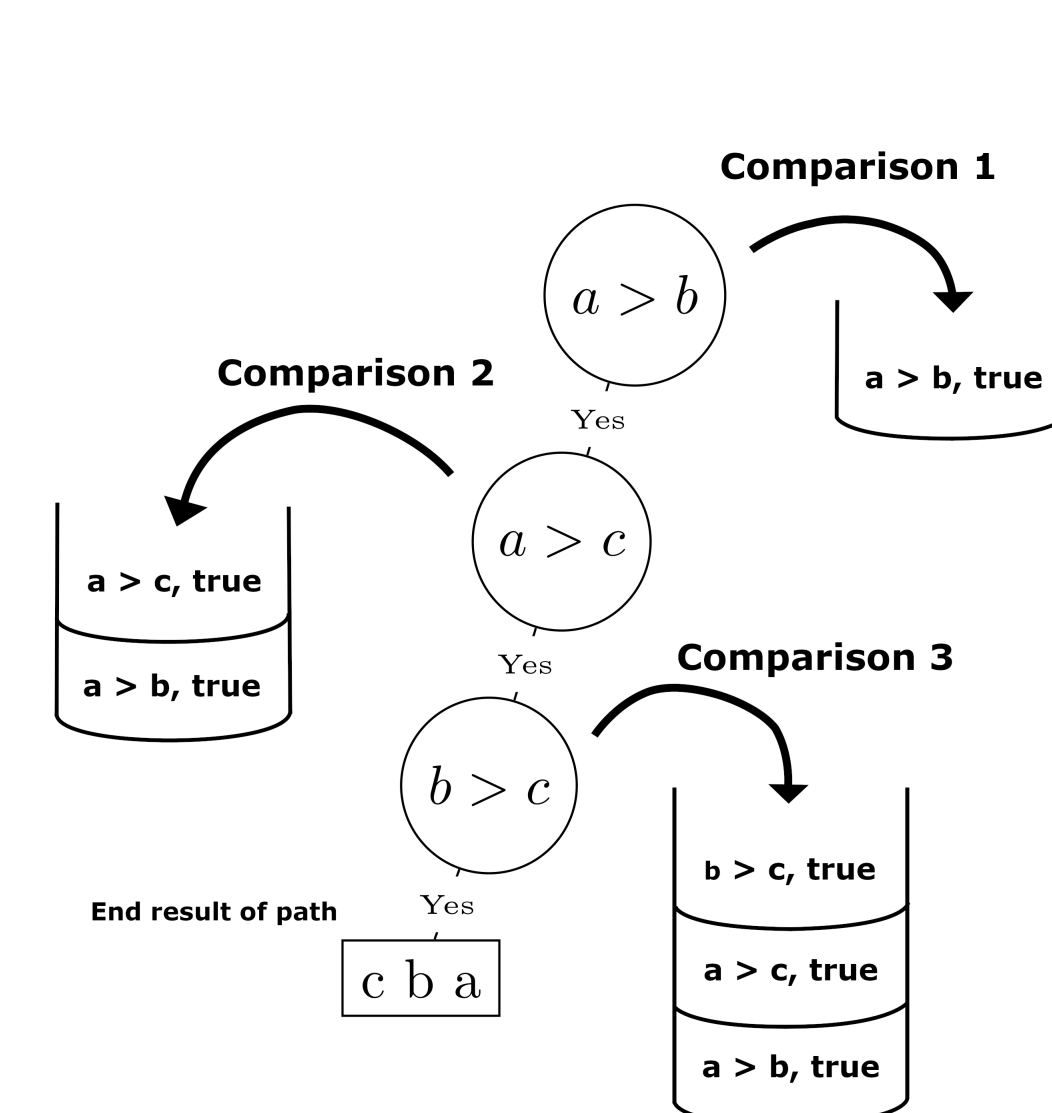 Comparison 1
a > b
a > b, true
Comparison 2
Yes
a > c
a > c, true
a > b, true
Yes
Comparison 3
b > c
b > c, true
a > c, true
a > b, true
Yes
End result of path
c b a